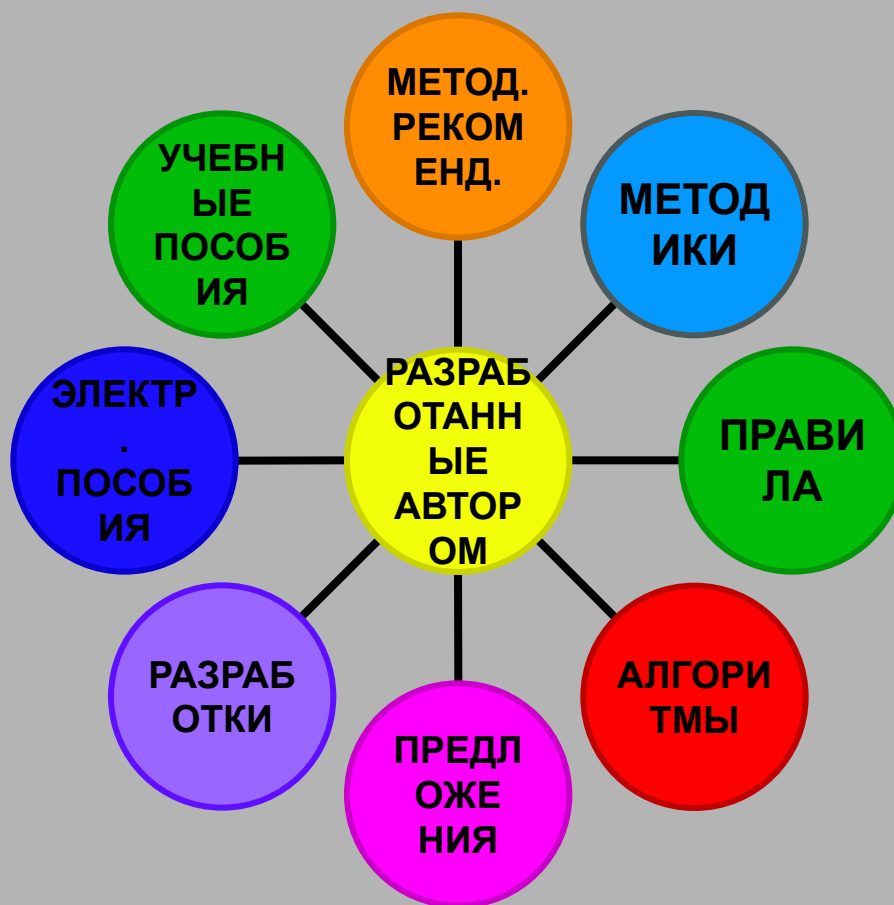 МЕТОД.
РЕКОМ
ЕНД.
МЕТОД
ИКИ
ПРАВИ
ЛА
АЛГОРИ
ТМЫ
ПРЕДЛ
ОЖЕ
НИЯ
РАЗРАБ
ОТКИ
ЭЛЕКТР
.
ПОСОБ
ИЯ
УЧЕБН
ЫЕ
ПОСОБ
ИЯ
РАЗРАБ
ОТАНН
ЫЕ
АВТОР
ОМ